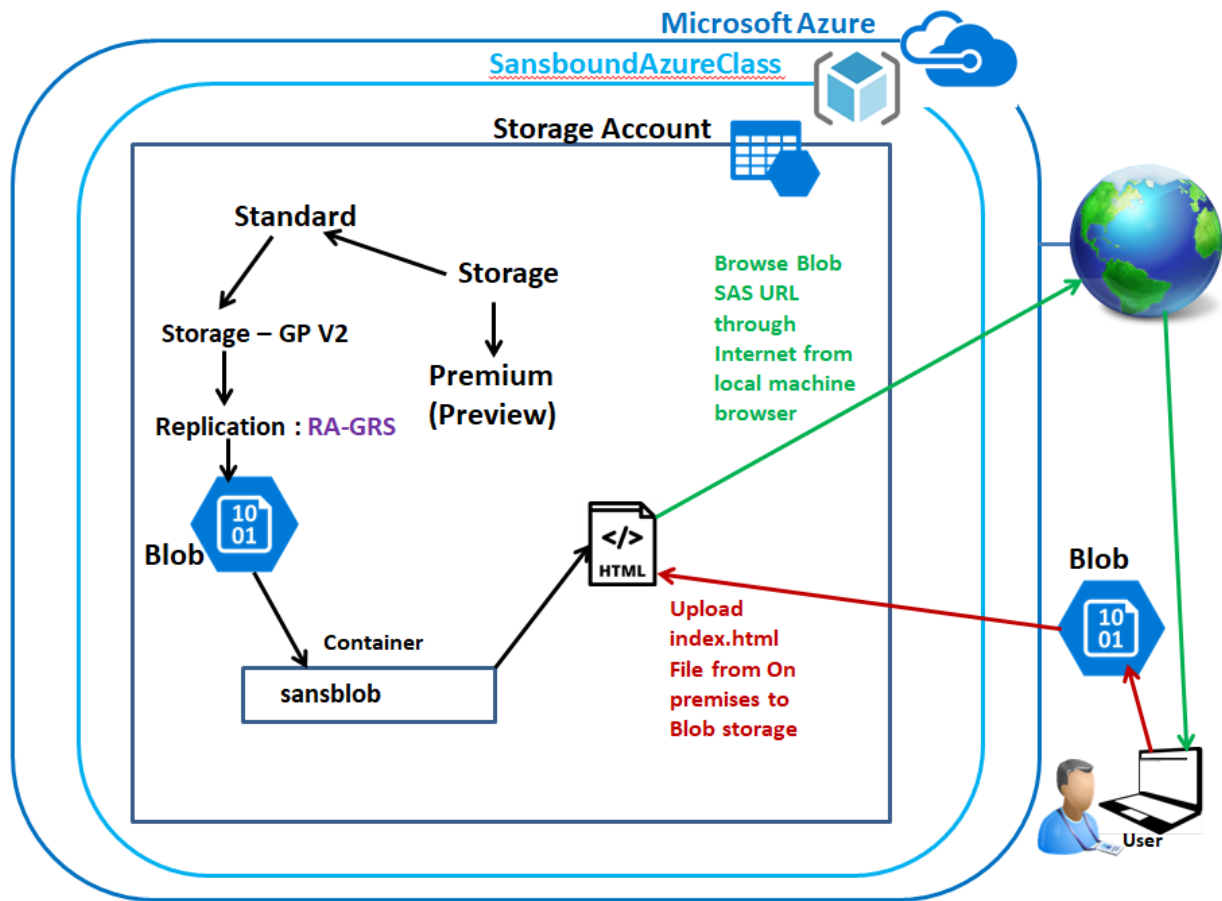 Microsoft Azure
SansboundAzureClass
Storage Account
Standard
Storage
Storage – GP V2
Premium
(Preview)
Replication : RA-GRS
10
01
Blob
Container
sansblob
</>
HTML
Browse Blob
SAS URL
through
Internet from
local machine
browser
Upload
index.html
File from On
premises to
Blob storage
Blob
10
01
User